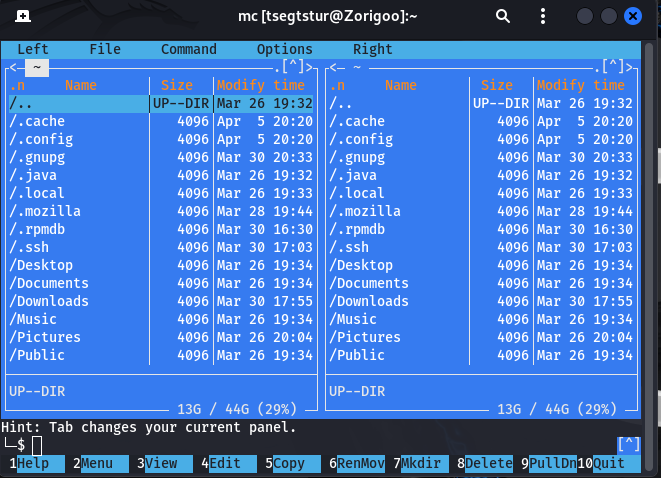 mc [tsegtstur@Zorigoo]:~
Left File Command Options Right
<─ ~ .[^]> <─ ~ .[^]>
.n Name Size Modify time .n Name Size Modify time
/.. UP--DIR Mar 26 19:32 /.. UP--DIR Mar 26 19:32
/.cache 4096 Apr 5 20:20 /.cache 4096 Apr 5 20:20
/.config 4096 Apr 5 20:20 /.config 4096 Apr 5 20:20
/.gnupg 4096 Mar 30 20:33 /.gnupg 4096 Mar 30 20:33
/.java 4096 Mar 26 19:32 /.java 4096 Mar 26 19:32
/.local 4096 Mar 26 19:33 /.local 4096 Mar 26 19:33
/.mozilla 4096 Mar 28 19:44 /.mozilla 4096 Mar 28 19:44
/.rpmdb 4096 Mar 30 16:30 /.rpmdb 4096 Mar 30 16:30
/.ssh 4096 Mar 30 17:03 /.ssh 4096 Mar 30 17:03
/Desktop 4096 Mar 26 19:34 /Desktop 4096 Mar 26 19:34
/Documents 4096 Mar 26 19:34 /Documents 4096 Mar 26 19:34
/Downloads 4096 Mar 30 17:55 /Downloads 4096 Mar 30 17:55
/Music 4096 Mar 26 19:34 /Music 4096 Mar 26 19:34
/Pictures 4096 Mar 26 20:04 /Pictures 4096 Mar 26 20:04
/Public 4096 Mar 26 19:34 /Public 4096 Mar 26 19:34
UP--DIR UP--DIR
13G / 44G (29%) 13G / 44G (29%)
Hint: Tab changes your current panel.
└─$ [^]
1Help 2Menu 3View 4Edit 5Copy 6RenMov 7Mkdir 8Delete 9PullDn 10Quit